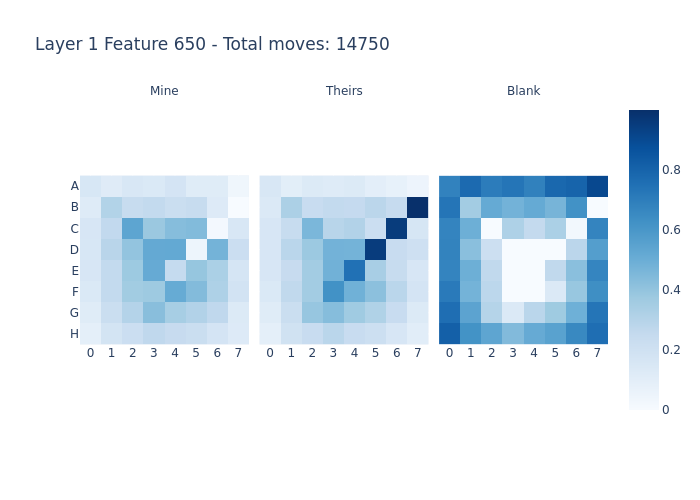 Layer 1 Feature 650 - Total moves: 14750
Mine
Theirs
Blank
A
B
C
D
E
F
G
H
0 1 2 3 4 5 6 7
0 1 2 3 4 5 6 7
0 1 2 3 4 5 6 7
0.8
0.6
0.4
0.2
0